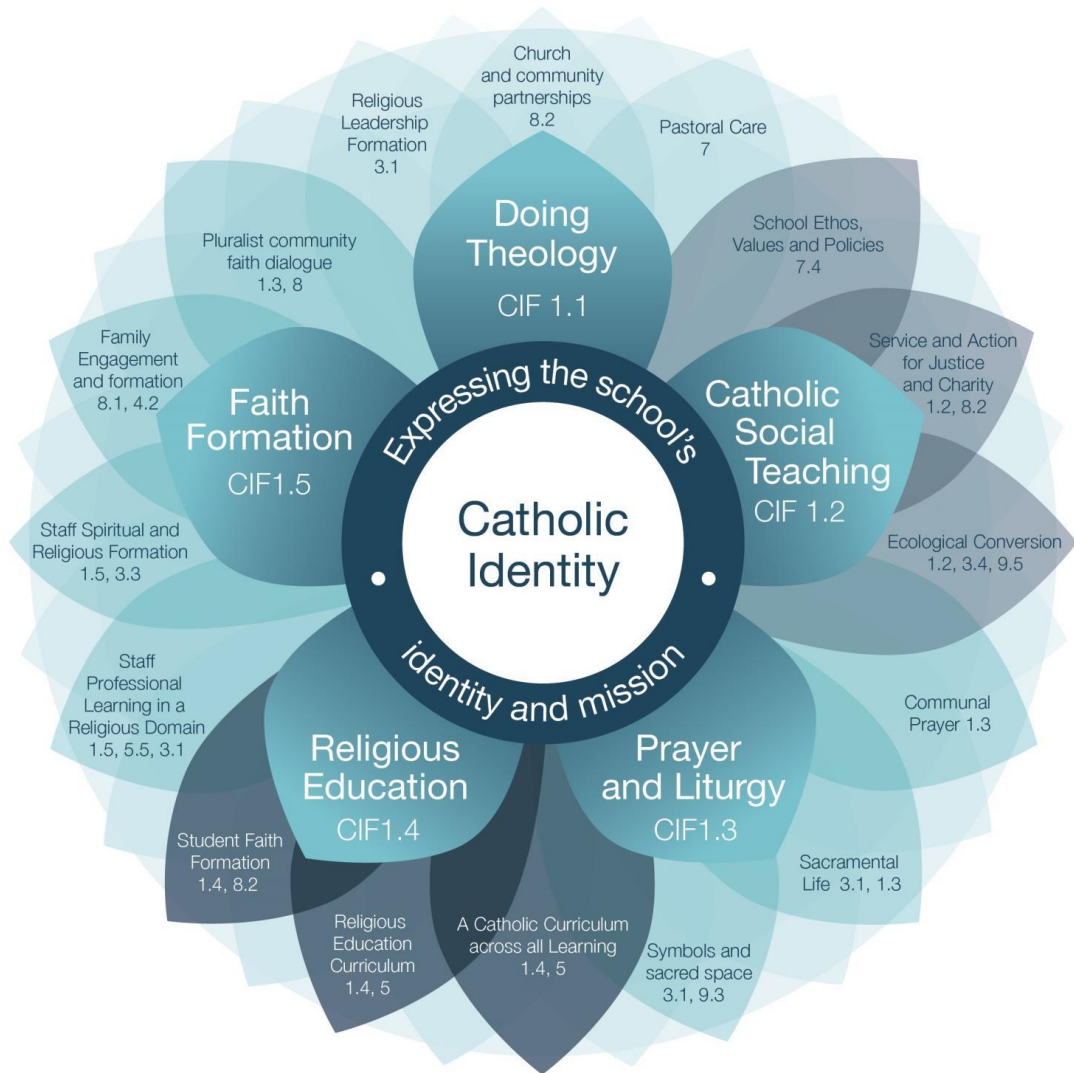 Catholic
Identity
Expressing the school's
identity and mission
Doing
Theology
CIF 1.1
Catholic
Social
Teaching
CIF 1.2
Prayer
and Liturgy
CIF1.3
Religious
Education
CIF1.4
Faith
Formation
CIF1.5
Church
and community
partnerships
8.2
Pastoral Care
7
School Ethos,
Values and Policies
7.4
Service and Action
for Justice
and Charity
1.2, 8.2
Ecological Conversion
1.2, 3.4, 9.5
Communal
Prayer 1.3
Sacramental
Life 3.1, 1.3
Symbols and
sacred space
3.1, 9.3
A Catholic Curriculum
across all Learning
1.4, 5
Religious
Education
Curriculum
1.4, 5
Student Faith
Formation
1.4, 8.2
Staff
Professional
Learning in a
Religious Domain
1.5, 5.5, 3.1
Staff Spiritual and
Religious Formation
1.5, 3.3
Family
Engagement
and formation
8.1, 4.2
Pluralist community
faith dialogue
1.3, 8
Religious
Leadership
Formation
3.1